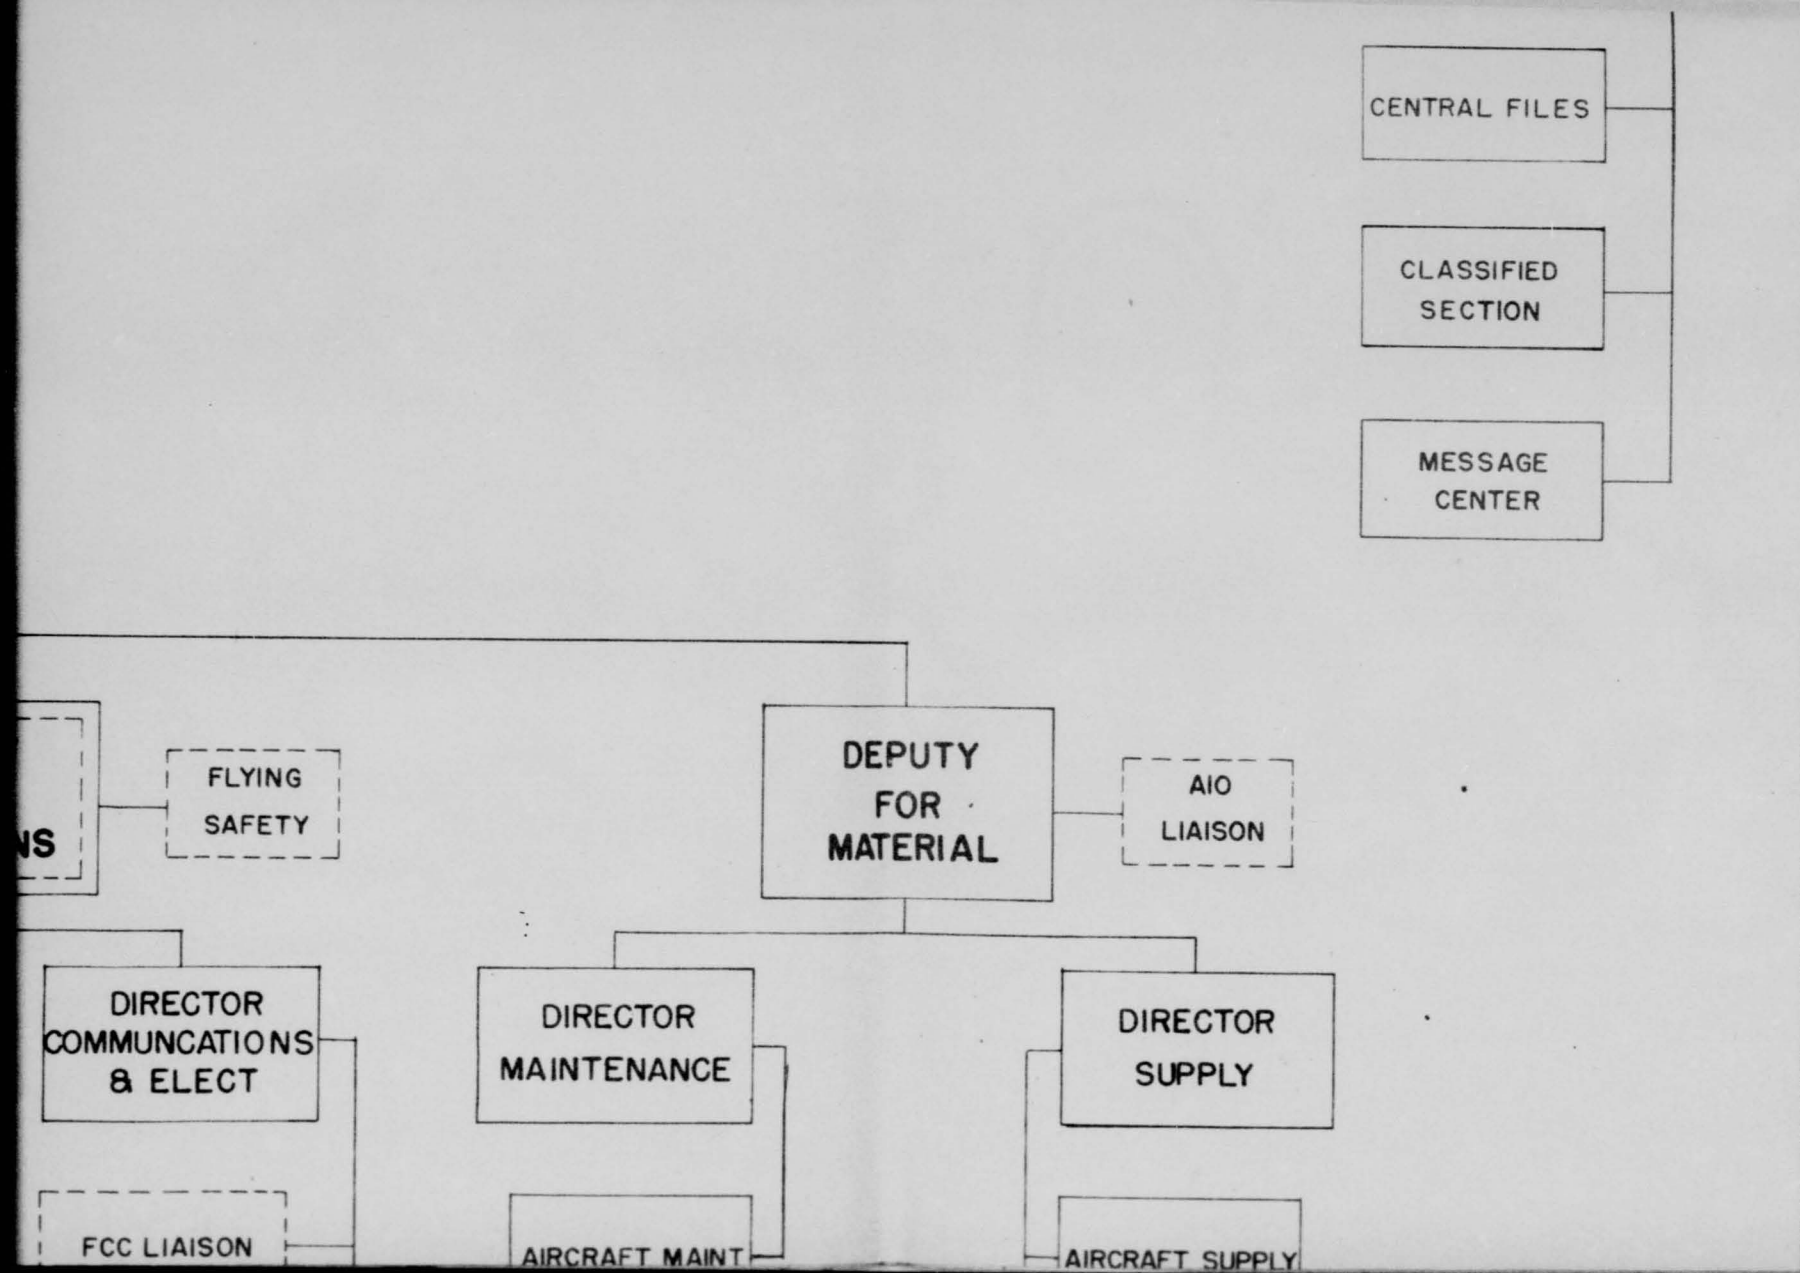 CENTRAL FILES
CLASSIFIED
SECTION
MESSAGE
CENTER
NS
FLYING
SAFETY
DEPUTY
FOR
MATERIAL
AIO
LIAISON
DIRECTOR
COMMUNCATIONS
& ELECT
DIRECTOR
MAINTENANCE
DIRECTOR
SUPPLY
FCC LIAISON
AIRCRAFT MAINT
AIRCRAFT SUPPLY